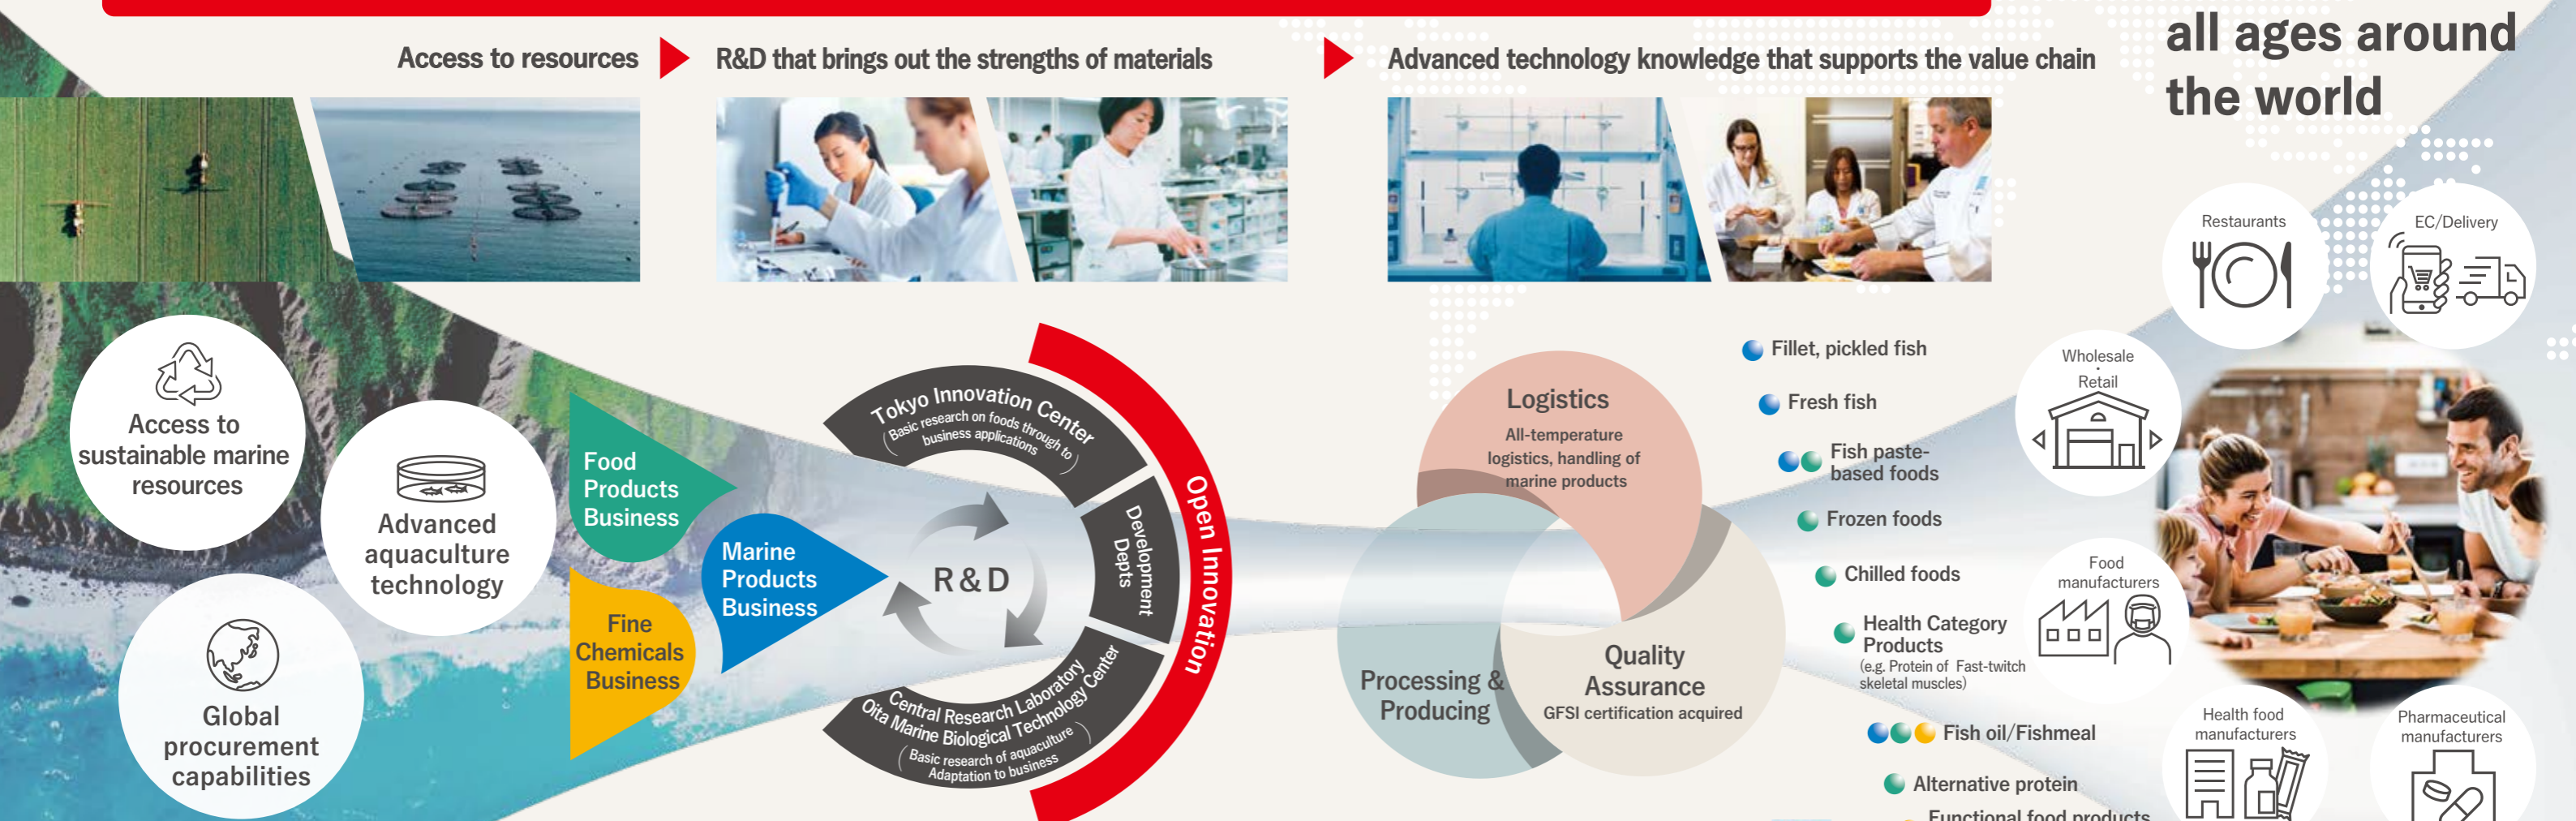 all ages around
the world
Access to resources
R&D that brings out the strengths of materials
Advanced technology knowledge that supports the value chain
Access to
sustainable marine
resources
Advanced
aquaculture
technology
Global
procurement
capabilities
Food
Products
Business
Marine
Products
Business
Fine
Chemicals
Business
R & D
Tokyo Innovation Center
(Basic research on foods through to
business applications)
Development
Depts
Central Research Laboratory
Oita Marine Biological Technology Center
(Basic research of aquaculture
Adaptation to business)
Open Innovation
Logistics
All-temperature
logistics, handling of
marine products
Processing &
Producing
Quality
Assurance
GFSI certification acquired
Fillet, pickled fish
Fresh fish
Fish paste-
based foods
Frozen foods
Chilled foods
Health Category
Products
(e.g. Protein of Fast-twitch
skeletal muscles)
Fish oil/Fishmeal
Alternative protein
Functional food products
Restaurants
EC/Delivery
Wholesale
・
Retail
Food
manufacturers
Health food
manufacturers
Pharmaceutical
manufacturers